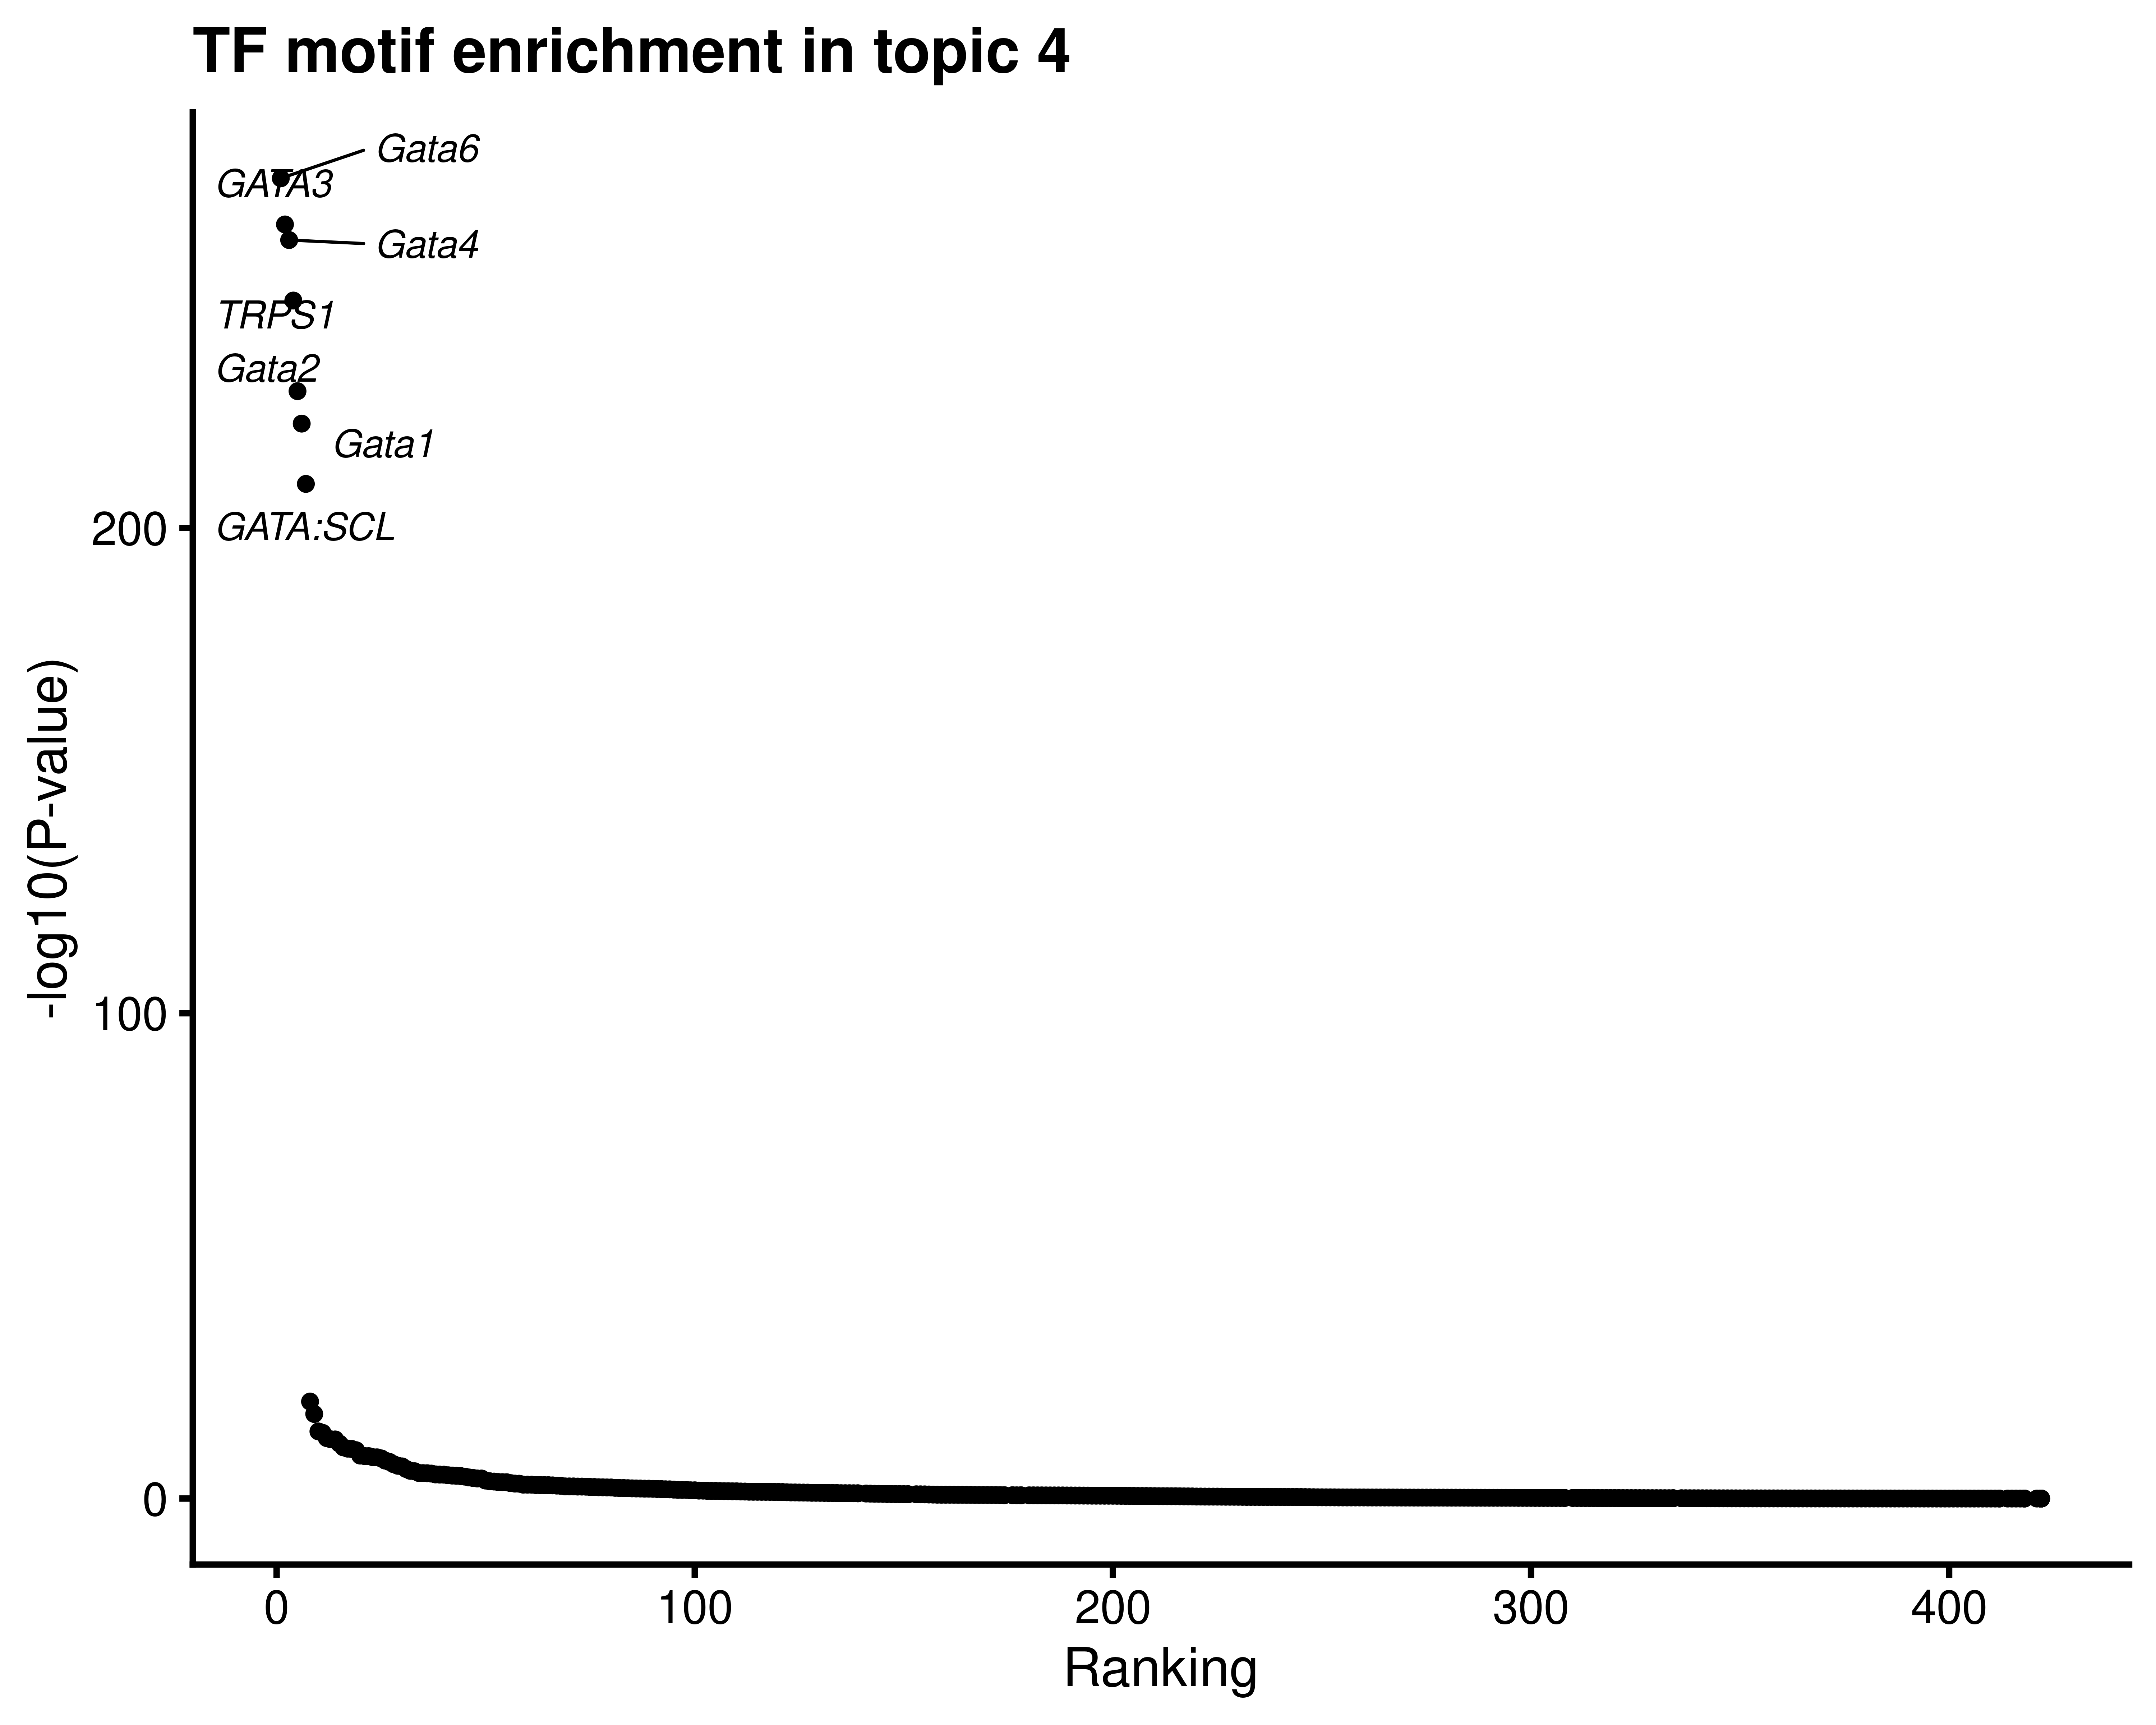 TF motif enrichment in topic 4
Gata6
GATA3
Gata4
TRPS1
Gata2
Gata1
GATA:SCL
-log10(P-value)
200
100
0
0 100 200 300 400
Ranking